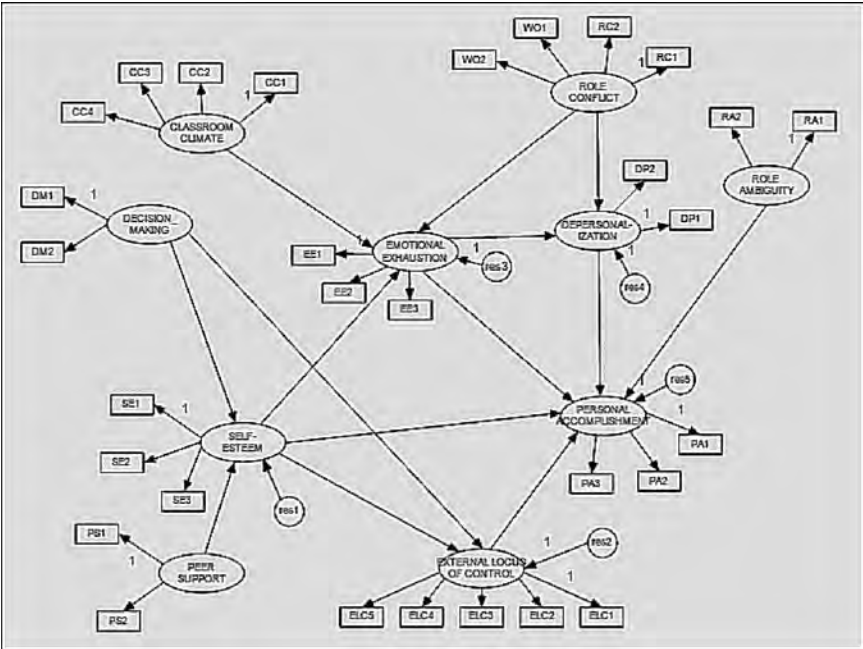 WO1
RC2
WO2
RC1
1
ROLE
CONFLICT
CC3
CC2
CC1
1
CC4
CLASSROOM
CLIMATE
RA2
RA1
1
ROLE
AMBIGUITY
DP2
DP1
1
DEPERSONAL-
IZATION
1
res4
DM1
1
DECISION_
MAKING
DM2
1
EMOTIONAL
EXHAUSTION
1
res3
EE1
EE2
EE3
SE1
1
SELF-
ESTEEM
SE2
SE3
res1
1
res5
PERSONAL
ACCOMPLISHMENT
1
PA1
PA2
PA3
PS1
1
PEER
SUPPORT
PS2
EXTERNAL LOCUS
OF CONTROL
1
res2
1
ELC5
ELC4
ELC3
ELC2
ELC1